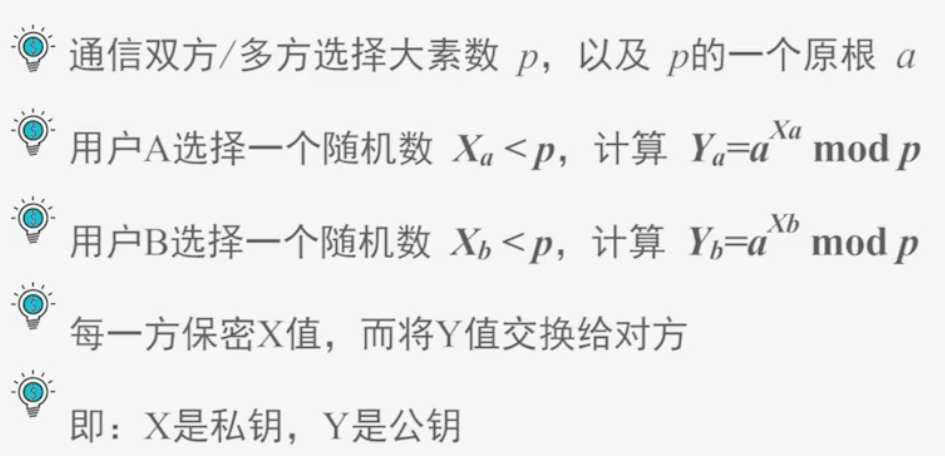 通信双方/多方选择大素数 p，以及 p的一个原根 a
用户A选择一个随机数 Xₐ < p，计算 Yₐ=a^Xa mod p
用户B选择一个随机数 X_b < p，计算 Y_b=a^Xb mod p
每一方保密X值，而将Y值交换给对方
即：X是私钥，Y是公钥